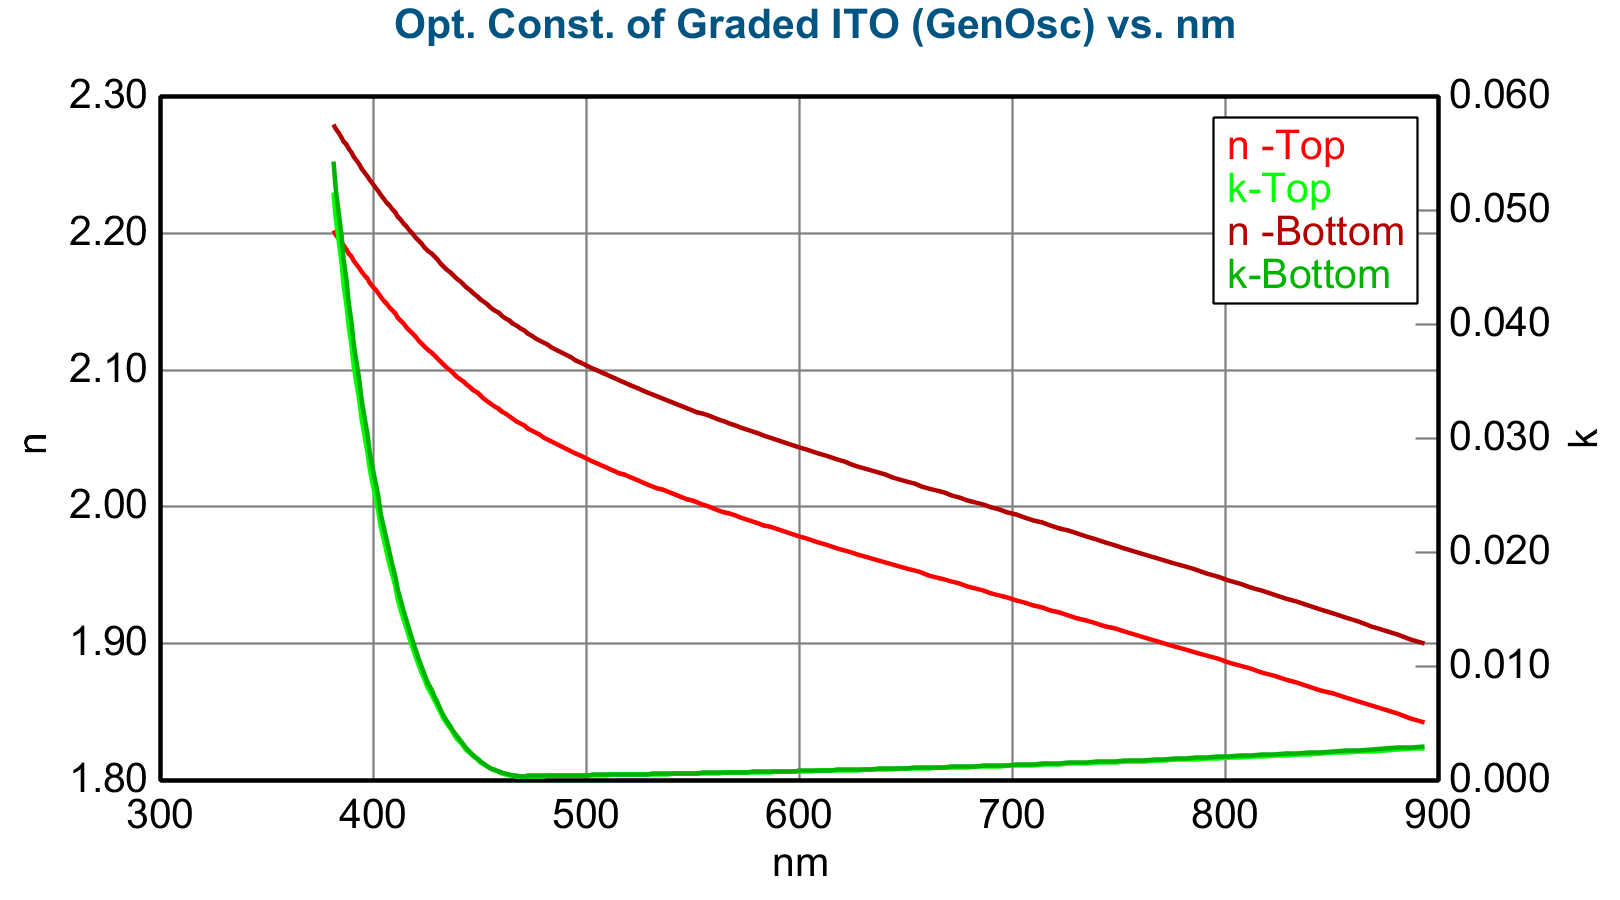 Opt. Const. of Graded ITO (GenOsc) vs. nm
2.30
2.20
2.10
2.00
1.90
1.80
n
n -Top
k-Top
n -Bottom
k-Bottom
0.060
0.050
0.040
0.030
0.020
0.010
0.000
k
300 400 500 600 700 800 900
nm